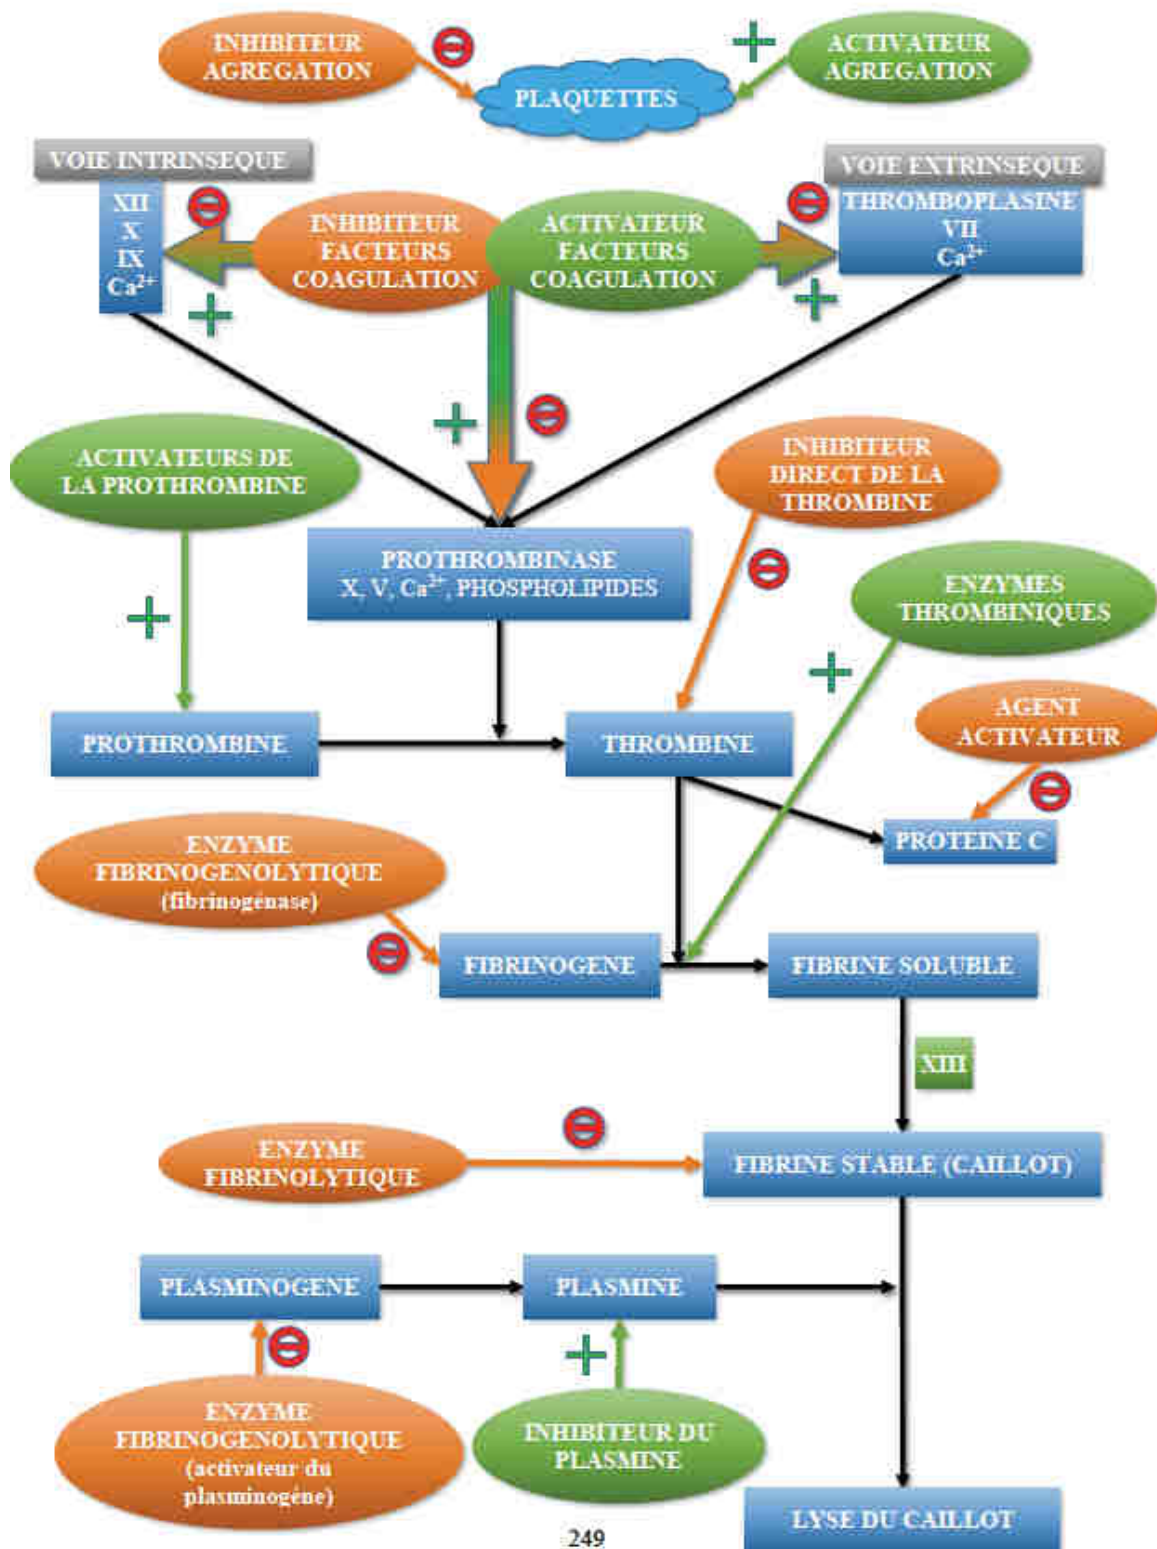 INHIBITEUR
AGREGATION
PLAQUETTES
ACTIVATEUR
AGREGATION
VOIE INTRINSEQUE
XII
X
IX
Ca²⁺
INHIBITEUR
FACTEURS
COAGULATION
ACTIVATEUR
FACTEURS
COAGULATION
VOIE EXTRINSEQUE
THROMBOPLASINE
VII
Ca²⁺
ACTIVATEURS DE
LA PROTHROMBINE
INHIBITEUR
DIRECT DE LA
THROMBINE
PROTHROMBINASE
X, V, Ca²⁺, PHOSPHOLIPIDES
ENZYMES
THROMBINIQUES
PROTHROMBINE
THROMBINE
AGENT
ACTIVATEUR
PROTEINE C
ENZYME
FIBRINOGENOLYTIQUE
(fibrinogénase)
FIBRINOGENE
FIBRINE SOLUBLE
XIII
ENZYME
FIBRINOLYTIQUE
FIBRINE STABLE (CAILLOT)
PLASMINOGENE
PLASMINE
ENZYME
FIBRINOGENOLYTIQUE
(activateur du
plasminogéne)
INHIBITEUR DU
PLASMINE
LYSE DU CAILLOT
249